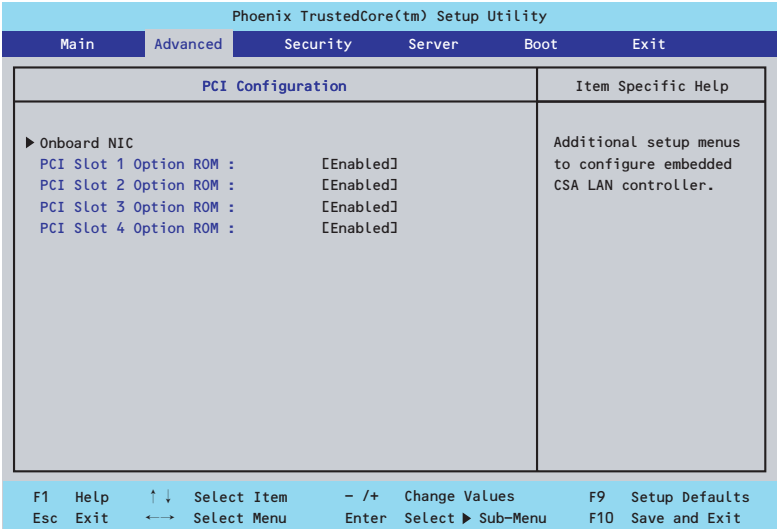 Phoenix TrustedCore(tm) Setup Utility
Main Advanced Security Server Boot Exit
PCI Configuration
Item Specific Help
▶ Onboard NIC
PCI Slot 1 Option ROM : [Enabled]
PCI Slot 2 Option ROM : [Enabled]
PCI Slot 3 Option ROM : [Enabled]
PCI Slot 4 Option ROM : [Enabled]
Additional setup menus
to configure embedded
CSA LAN controller.
F1 Help ↑↓ Select Item - /+ Change Values F9 Setup Defaults
Esc Exit ←→ Select Menu Enter Select ▶ Sub-Menu F10 Save and Exit